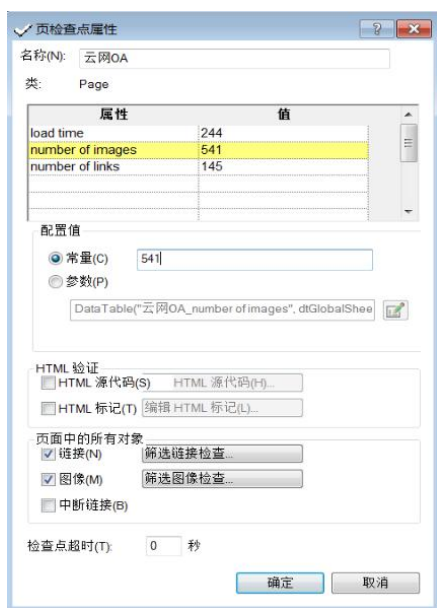 页检查点属性
名称(N): 云网OA
类: Page
属性 值
load time 244
number of images 541
number of links 145
配置值
常量(C) 541
参数(P)
DataTable("云网OA_number of images", dtGlobalShee
HTML 验证
HTML 源代码(S) HTML 源代码(H)...
HTML 标记(T) 编辑 HTML 标记(L)...
页面中的所有对象
链接(N) 筛选链接检查...
图像(M) 筛选图像检查...
中断链接(B)
检查点超时(T): 0 秒
确定 取消